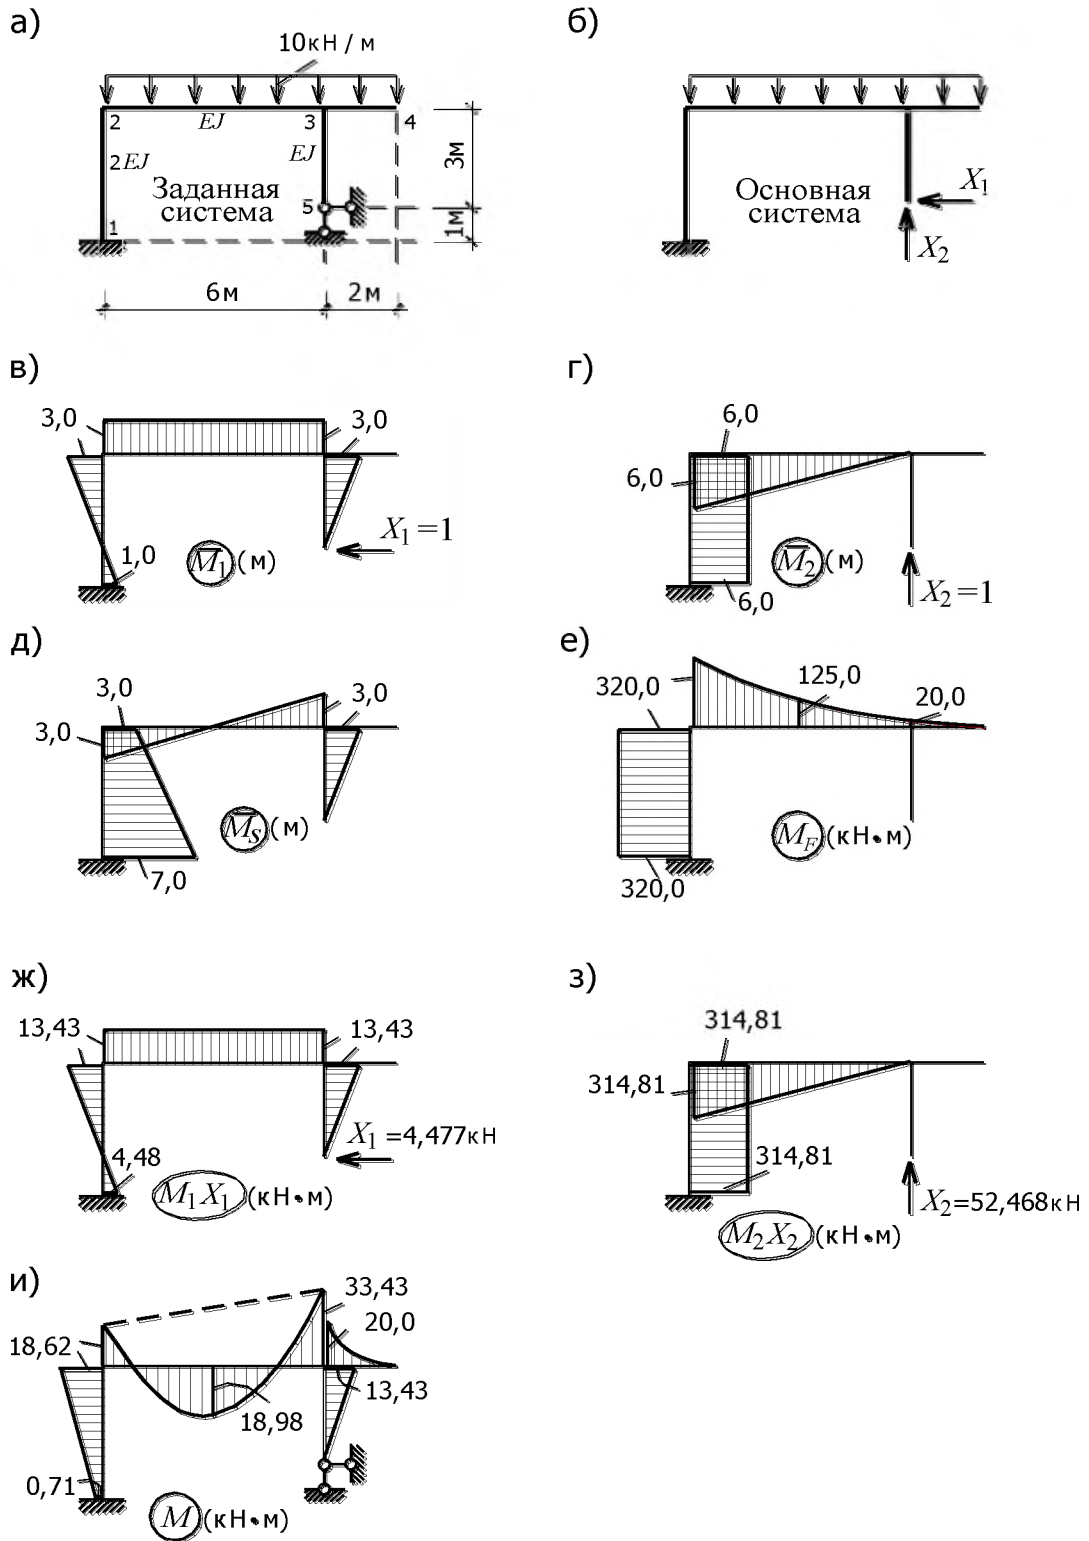 а)
10кН / м
2
EJ
3
4
2EJ
EJ
3м
Заданная
система
5
1м
1
6м
2м
б)
Основная
система
X1
X2
в)
3,0
3,0
1,0
M1 (м)
X1 =1
г)
6,0
6,0
6,0
M2 (м)
X2 =1
д)
3,0
3,0
3,0
7,0
MS (м)
е)
320,0
125,0
20,0
320,0
MF (кН•м)
ж)
13,43
13,43
4,48
X1 =4,477кН
M1X1 (кН•м)
з)
314,81
314,81
314,81
X2=52,468кН
M2X2 (кН•м)
и)
33,43
20,0
18,62
13,43
18,98
0,71
M (кН•м)